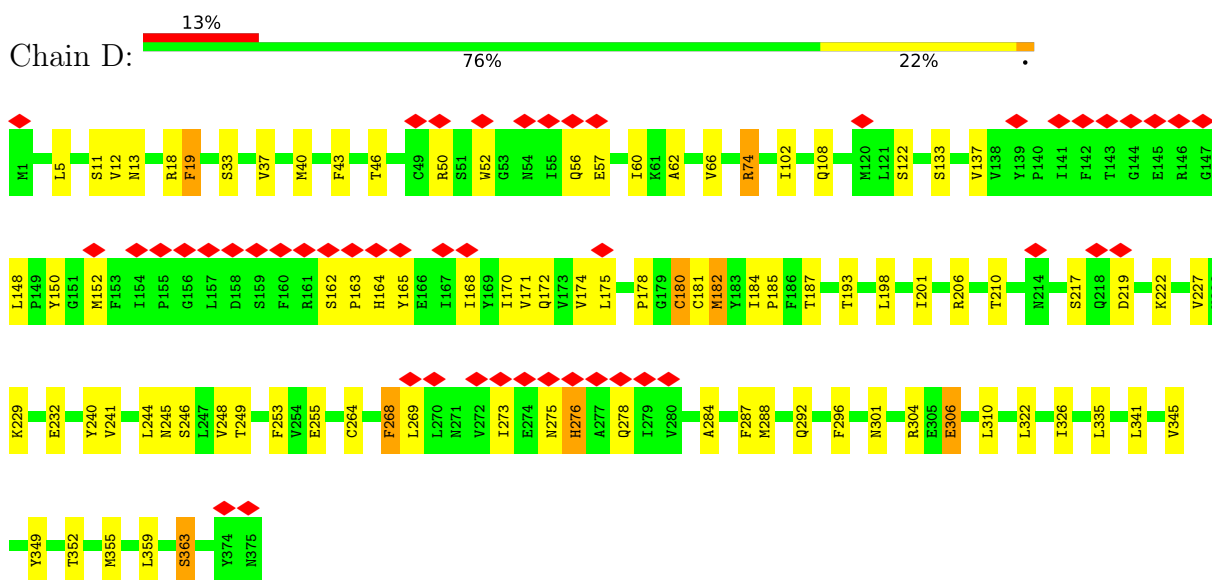 13%
Chain D:
76% 22% •
M1 L5 S11 V12 N13 R18 F19 S33 V37 M40 F43 T46 C49 R50 S51 W52 G53 N54 I55 Q56 E57 I60 K61 A62 V66 R74 I102 Q108 M120 L121 S122 S133 V137 V138 Y139 P140 I141 F142 T143 G144 E145 R146 G147
L148 P149 Y150 G151 M152 F153 I154 P155 G156 L157 D158 S159 F160 R161 S162 P163 H164 Y165 E166 I167 I168 Y169 I170 V171 Q172 V173 V174 L175 P178 G179 C180 C181 M182 Y183 I184 P185 F186 T187 T193 L198 I201 R206 T210 N214 S217 Q218 D219 K222 V227
K229 E232 Y240 V241 L244 N245 S246 L247 V248 T249 F253 V254 E255 C264 F268 L269 L270 N271 V272 I273 E274 N275 H276 A277 Q278 I279 V280 A284 F287 M288 Q292 F296 N301 R304 E305 E306 L310 L322 I326 L335 L341 V345
Y349 T352 M355 L359 S363 Y374 N375